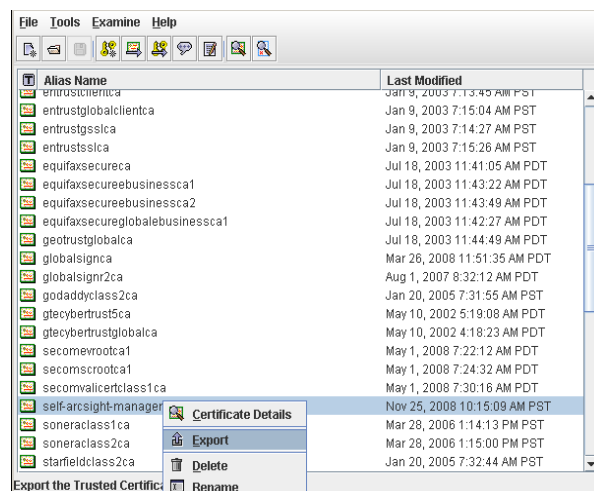 File Tools Examine Help
T Alias Name Last Modified
entrustclientca Jan 9, 2003 7:13:45 AM PST
entrustglobalclientca Jan 9, 2003 7:15:04 AM PST
entrustgsslca Jan 9, 2003 7:14:27 AM PST
entrustsslca Jan 9, 2003 7:15:26 AM PST
equifaxsecureca Jul 18, 2003 11:41:05 AM PDT
equifaxsecureebusinessca1 Jul 18, 2003 11:43:22 AM PDT
equifaxsecureebusinessca2 Jul 18, 2003 11:43:49 AM PDT
equifaxsecureglobalebusinessca1 Jul 18, 2003 11:42:27 AM PDT
geotrustglobalca Jul 18, 2003 11:44:49 AM PDT
globalsignca Mar 26, 2008 11:51:35 AM PDT
globalsignr2ca Aug 1, 2007 8:32:12 AM PDT
godaddyclass2ca Jan 20, 2005 7:31:55 AM PST
gtecybertrust5ca May 10, 2002 5:19:08 AM PDT
gtecybertrustglobalca May 10, 2002 4:18:23 AM PDT
secomevrootca1 May 1, 2008 7:22:12 AM PDT
secomscrootca1 May 1, 2008 7:24:32 AM PDT
secomvalicertclass1ca May 1, 2008 7:30:16 AM PDT
self-arcsight-manager Nov 25, 2008 10:15:09 AM PST
Certificate Details
soneraclass1ca Mar 28, 2006 1:14:13 PM PST
Export
soneraclass2ca Mar 28, 2006 1:15:00 PM PST
starfieldclass2ca Jan 20, 2005 7:32:44 AM PST
Delete
Export the Trusted Certifica
Rename